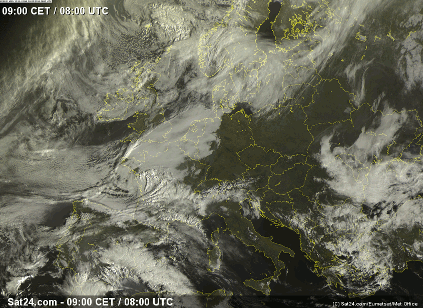 09:00 CET / 08:00 UTC
Sat24.com - 09:00 CET / 08:00 UTC
(C) Sat24.com/Eumetsat/Met Office